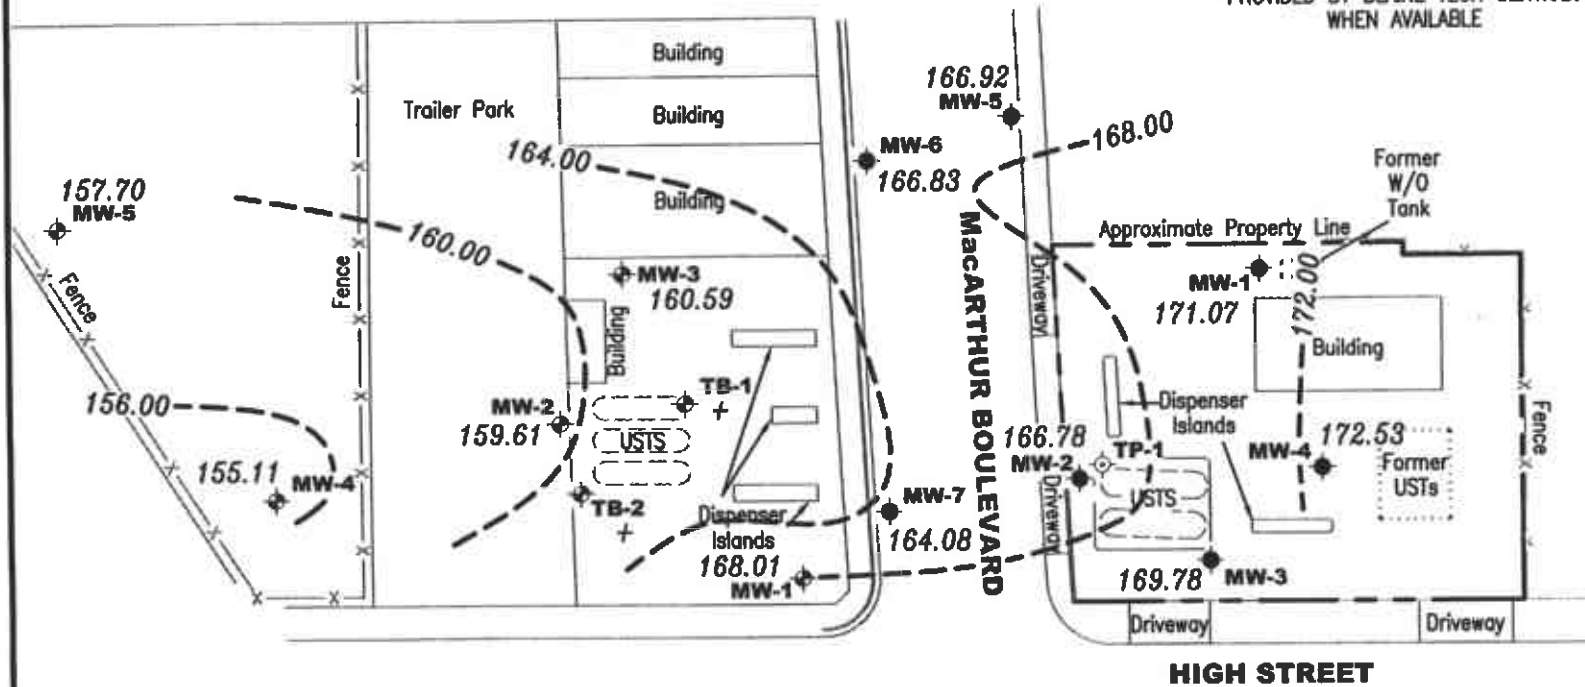 WHEN AVAILABLE
Building
Trailer Park
Building
166.92
MW-5
168.00
164.00
MW-6
166.83
Former
W/O
Tank
157.70
MW-5
Building
MacARTHUR BOULEVARD
Approximate Property Line
160.00
MW-3
160.59
Fence
Fence
Building
Driveway
MW-1
171.07
172.00
Building
156.00
MW-2
159.61
TB-1
USTS
Dispenser
Islands
166.78
TP-1
MW-2
172.53
MW-4
Former
USTs
Fence
155.11
MW-4
TB-2
Dispenser
Islands
MW-7
164.08
USTS
Driveway
168.01
MW-1
169.78
MW-3
Driveway
Driveway
HIGH STREET